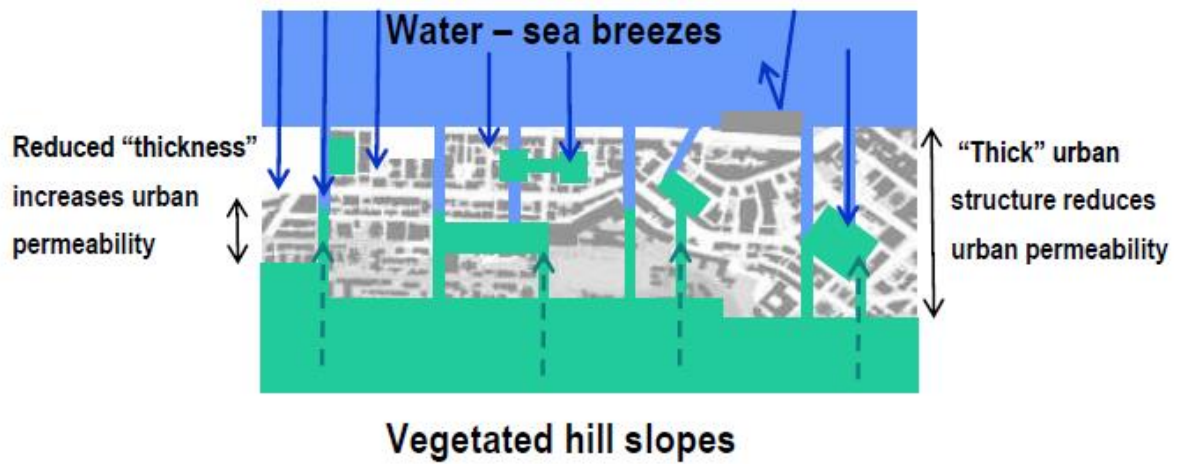 Water – sea breezes
Reduced “thickness”
increases urban
permeability
“Thick” urban
structure reduces
urban permeability
Vegetated hill slopes